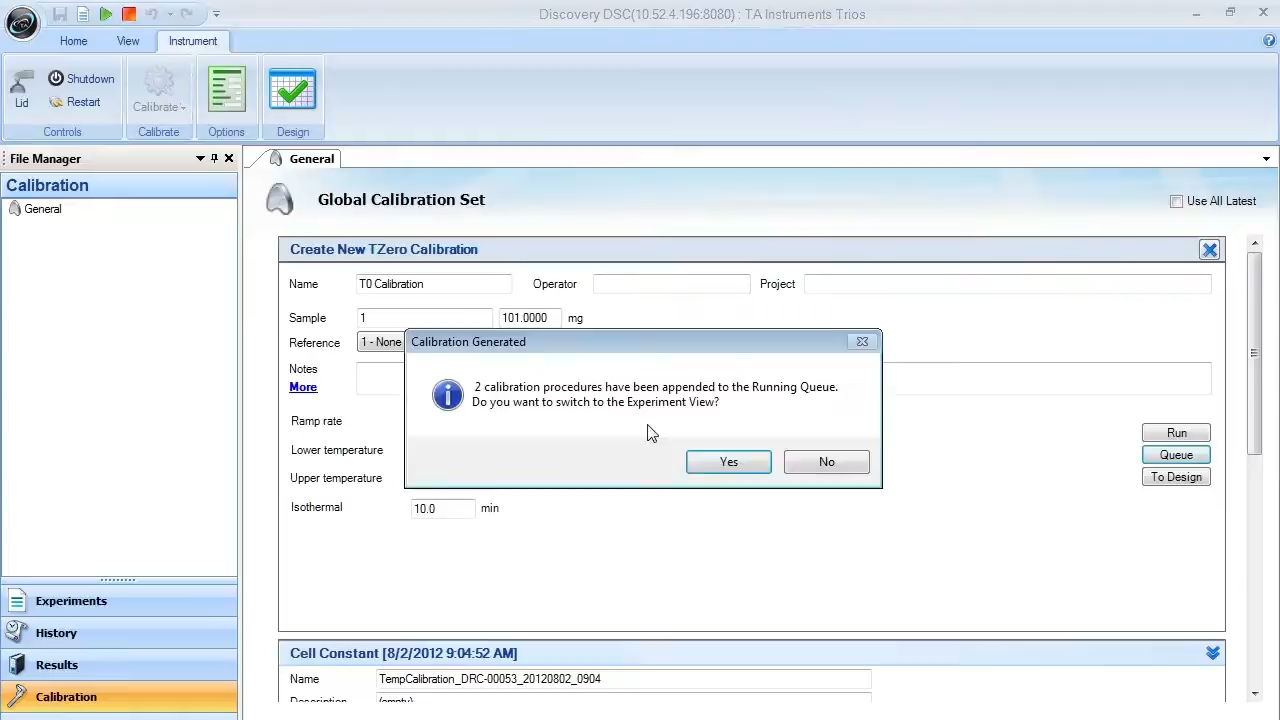 Discovery DSC(10.52.4.196:8080) : TA Instruments Trios
TA
Home View Instrument
Lid
Shutdown
Restart
Calibrate
Controls Calibrate Options Design
File Manager
Calibration
General
General
Global Calibration Set
Use All Latest
Create New TZero Calibration
Name T0 Calibration Operator Project
Sample 1 101.0000 mg
Reference 1 - None
Notes
More
Ramp rate
Lower temperature
Upper temperature
Isothermal 10.0 min
Run
Queue
To Design
Calibration Generated
2 calibration procedures have been appended to the Running Queue.
Do you want to switch to the Experiment View?
Yes No
Experiments
History
Results
Calibration
Cell Constant [8/2/2012 9:04:52 AM]
Name TempCalibration_DRC-00053_20120802_0904
Description (empty)